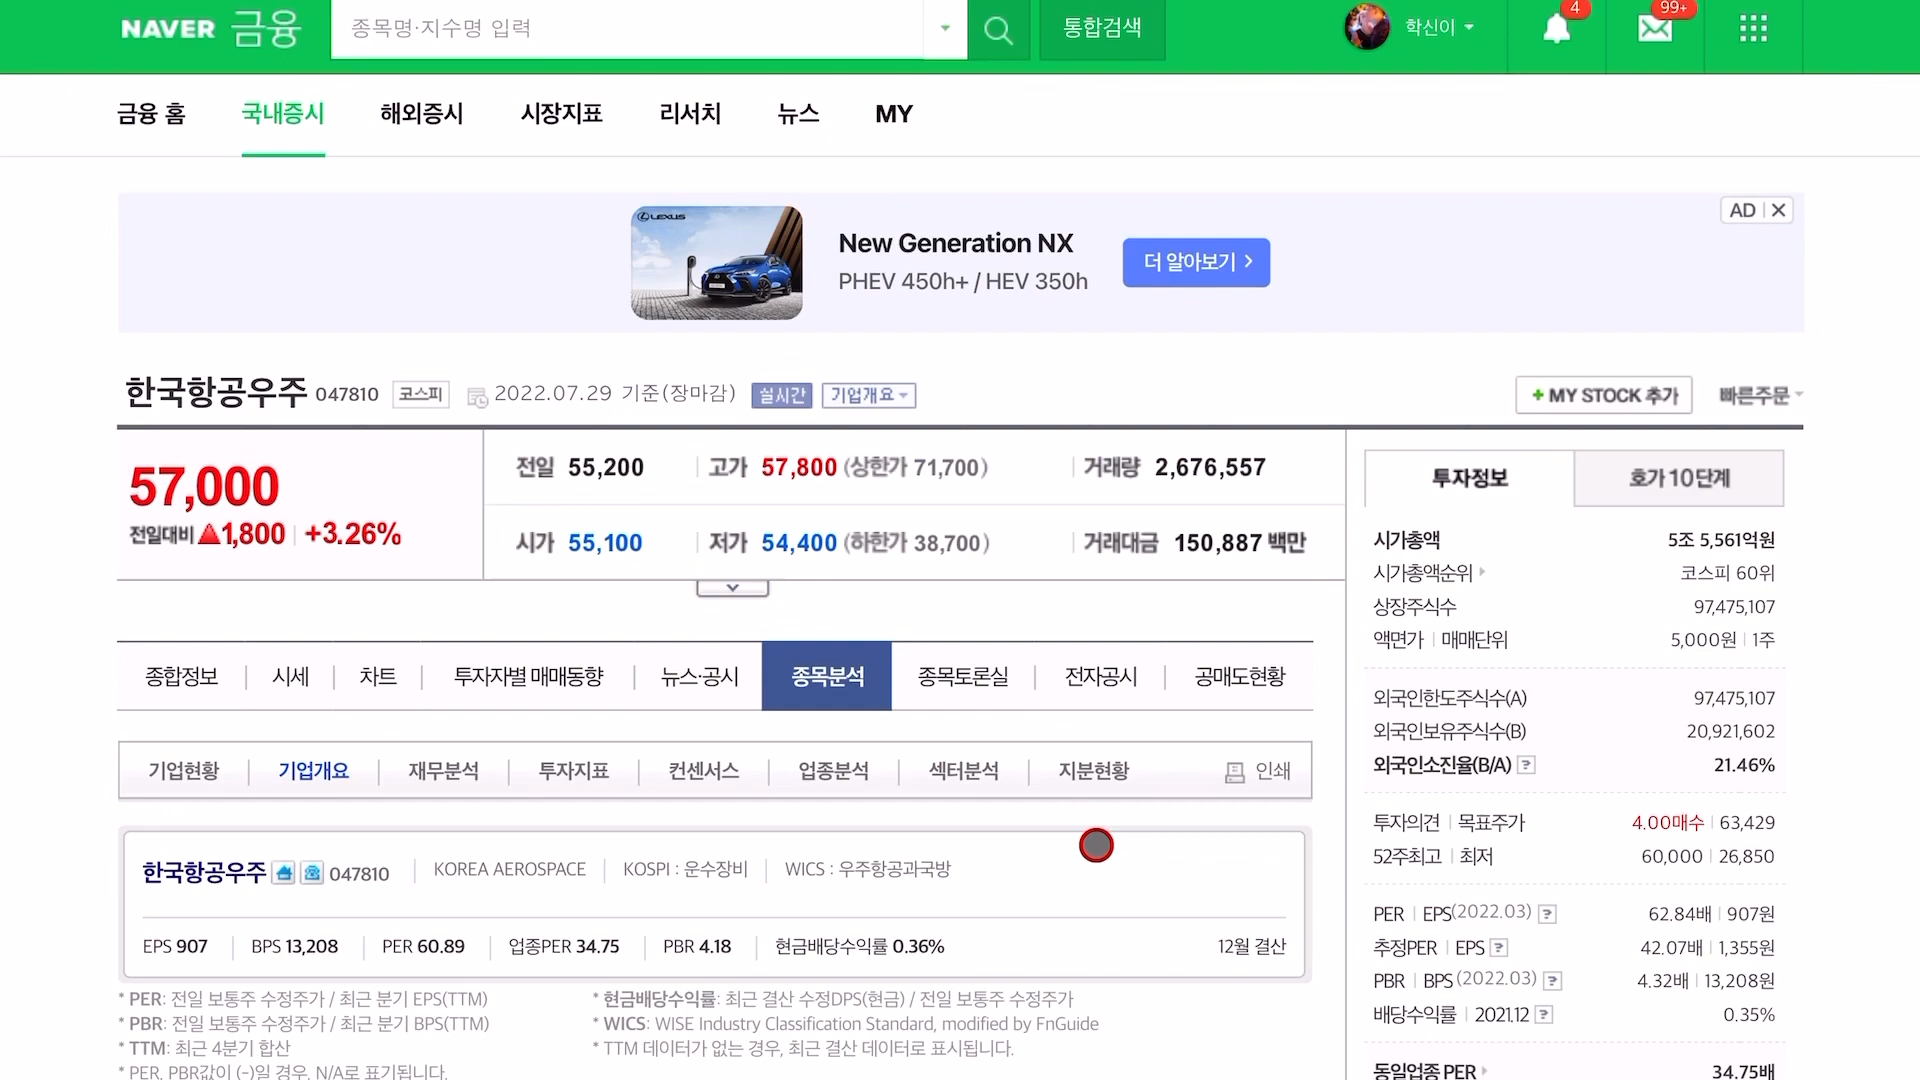 NAVER 금융
종목명·지수명 입력
통합검색
학신이
4
99+
금융 홈
국내증시
해외증시
시장지표
리서치
뉴스
MY
LEXUS
New Generation NX
PHEV 450h+ / HEV 350h
더 알아보기
AD
한국항공우주 047810 코스피 2022.07.29 기준(장마감) 실시간 기업개요
+ MY STOCK 추가 빠른주문
57,000
전일대비 ▲1,800 +3.26%
전일 55,200 고가 57,800 (상한가 71,700) 거래량 2,676,557
시가 55,100 저가 54,400 (하한가 38,700) 거래대금 150,887 백만
종합정보 시세 차트 투자자별 매매동향 뉴스·공시 종목분석 종목토론실 전자공시 공매도현황
기업현황 기업개요 재무분석 투자지표 컨센서스 업종분석 섹터분석 지분현황 인쇄
한국항공우주 047810 KOREA AEROSPACE KOSPI : 운수장비 WICS : 우주항공과국방
EPS 907 BPS 13,208 PER 60.89 업종PER 34.75 PBR 4.18 현금배당수익률 0.36% 12월 결산
* PER: 전일 보통주 수정주가 / 최근 분기 EPS(TTM)
* PBR: 전일 보통주 수정주가 / 최근 분기 BPS(TTM)
* TTM: 최근 4분기 합산
* PER, PBR값이 (-)일 경우, N/A로 표기됩니다.
* 현금배당수익률: 최근 결산 수정DPS(현금) / 전일 보통주 수정주가
* WICS: WISE Industry Classification Standard, modified by FnGuide
* TTM 데이터가 없는 경우, 최근 결산 데이터로 표시됩니다.
투자정보 호가 10단계
시가총액 5조 5,561억원
시가총액순위 코스피 60위
상장주식수 97,475,107
액면가 매매단위 5,000원 1주
외국인한도주식수(A) 97,475,107
외국인보유주식수(B) 20,921,602
외국인소진율(B/A) ? 21.46%
투자의견 목표주가 4.00매수 63,429
52주최고 최저 60,000 26,850
PER EPS(2022.03) ? 62.84배 907원
추정PER EPS ? 42.07배 1,355원
PBR BPS (2022.03) ? 4.32배 13,208원
배당수익률 2021.12 ? 0.35%
동일업종 PER 34.75배